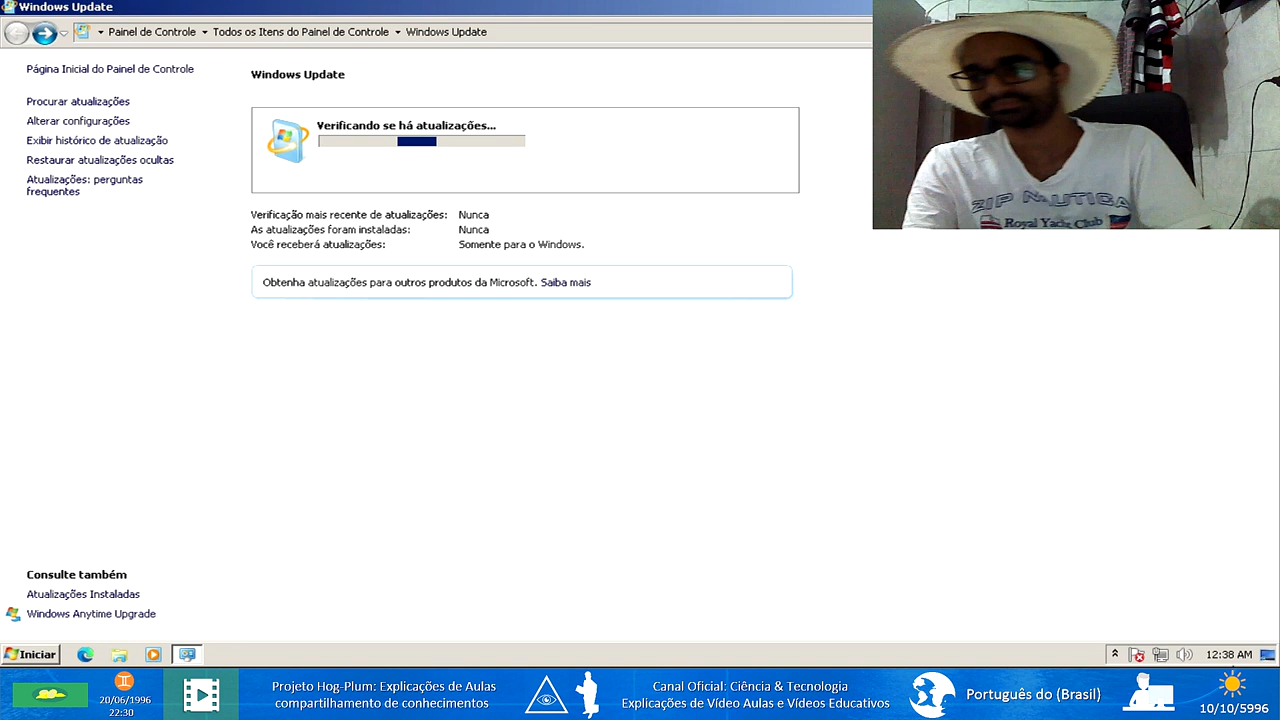 Windows Update
Painel de Controle
Todos os Itens do Painel de Controle
Windows Update
Página Inicial do Painel de Controle
Procurar atualizações
Alterar configurações
Exibir histórico de atualização
Restaurar atualizações ocultas
Atualizações: perguntas
frequentes
Windows Update
Verificando se há atualizações...
Verificação mais recente de atualizações: Nunca
As atualizações foram instaladas: Nunca
Você receberá atualizações: Somente para o Windows.
Obtenha atualizações para outros produtos da Microsoft. Saiba mais
ZIP NAUTICA
Royal Yacht Club
Consulte também
Atualizações Instaladas
Windows Anytime Upgrade
Iniciar
12:38 AM
20/06/1996
22:30
Projeto Hog-Plum: Explicações de Aulas
compartilhamento de conhecimentos
Canal Oficial: Ciência & Tecnologia
Explicações de Vídeo Aulas e Vídeos Educativos
Português do (Brasil)
10/10/5996